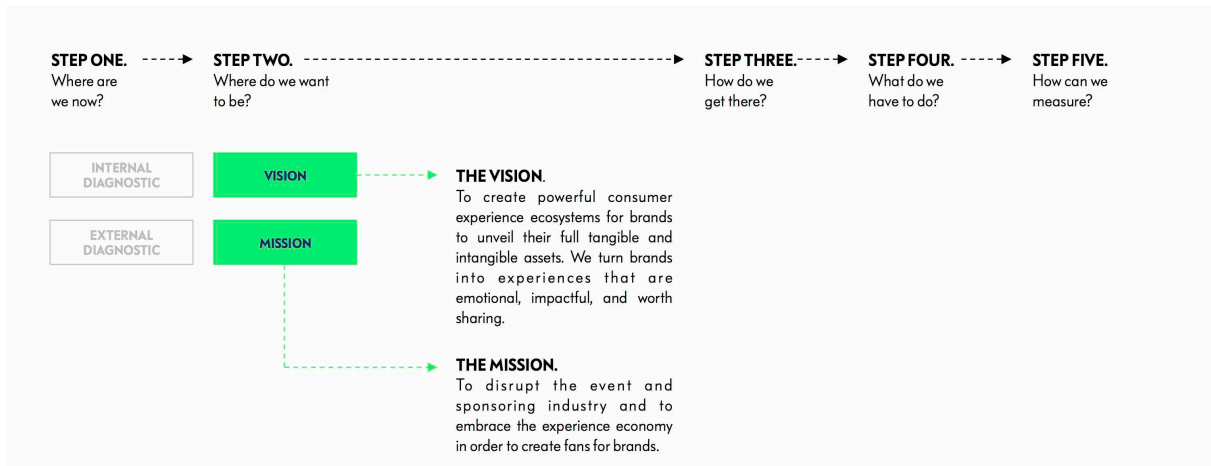 STEP ONE.
Where are
we now?
STEP TWO.
Where do we want
to be?
STEP THREE.
How do we
get there?
STEP FOUR.
What do we
have to do?
STEP FIVE.
How can we
measure?
INTERNAL
DIAGNOSTIC
EXTERNAL
DIAGNOSTIC
VISION
MISSION
THE VISION.
To create powerful consumer
experience ecosystems for brands
to unveil their full tangible and
intangible assets. We turn brands
into experiences that are
emotional, impactful, and worth
sharing.
THE MISSION.
To disrupt the event and
sponsoring industry and to
embrace the experience economy
in order to create fans for brands.